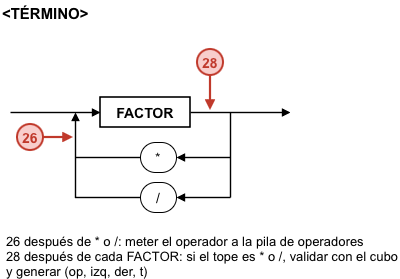 <TÉRMINO>
28
FACTOR
26
*
/
26 después de * o /: meter el operador a la pila de operadores
28 después de cada FACTOR: si el tope es * o /, validar con el cubo
y generar (op, izq, der, t)